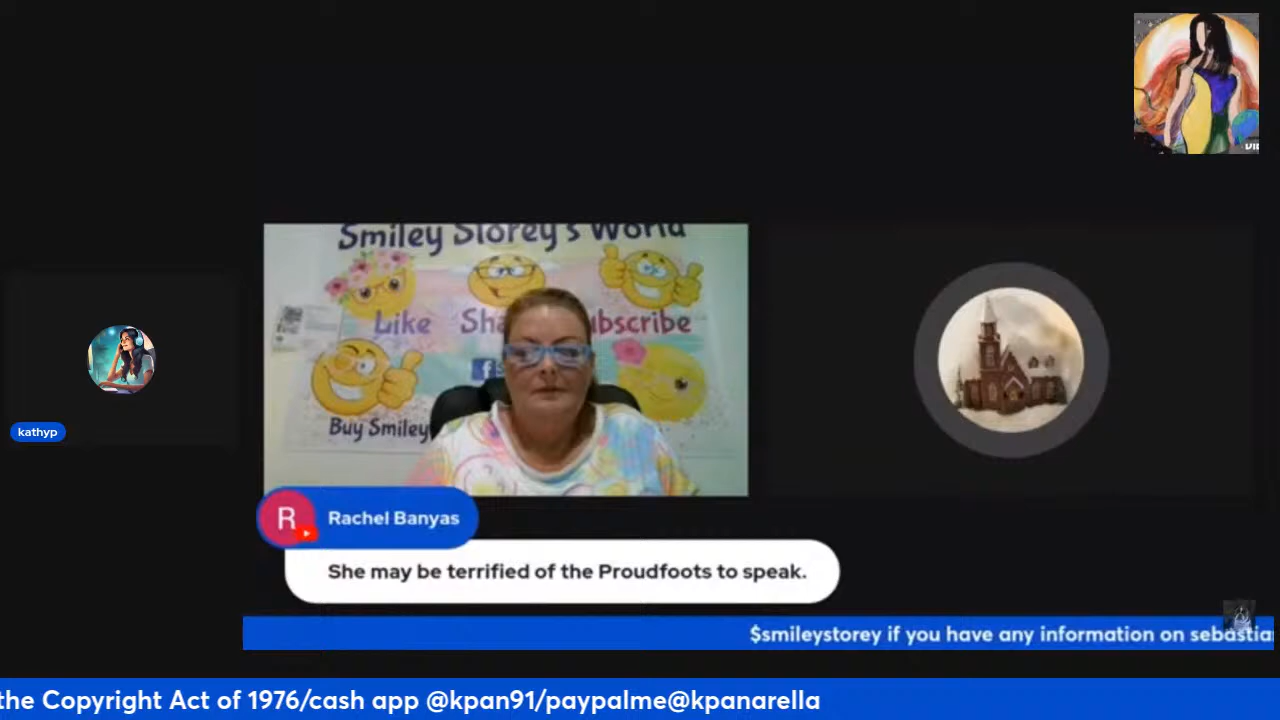 Smiley Storey's World
Like Sha ubscribe
Buy Smiley
kathyp
R
Rachel Banyas
She may be terrified of the Proudfoots to speak.
$smileystorey if you have any information on sebastia
the Copyright Act of 1976/cash app @kpan91/paypalme@kpanarella